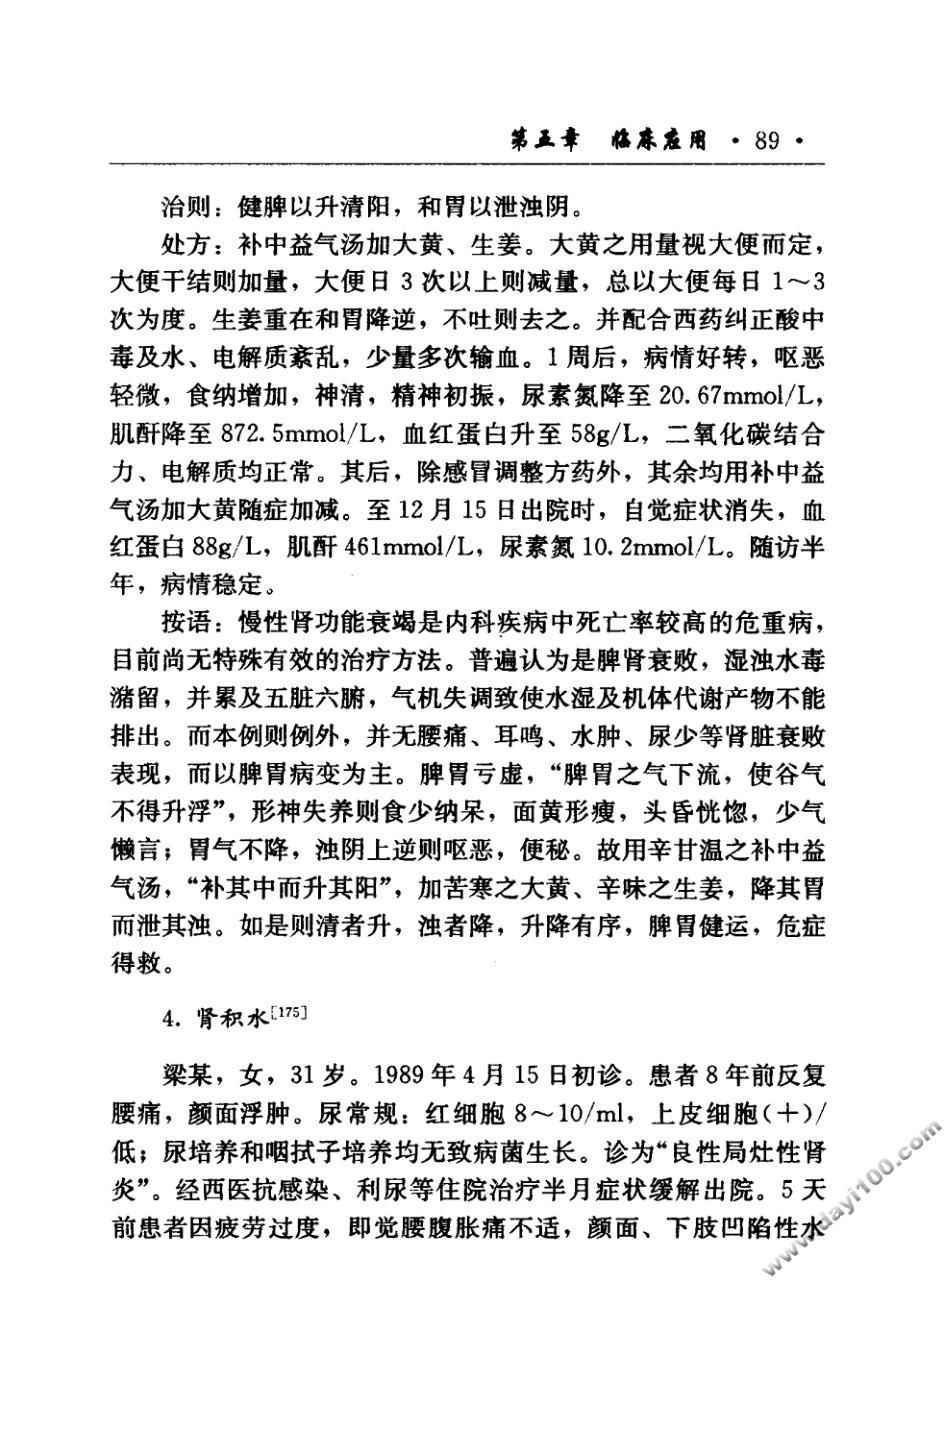 第五章　临床应用 · 89 ·
治则：健脾以升清阳，和胃以泄浊阴。
处方：补中益气汤加大黄、生姜。大黄之用量视大便而定，
大便干结则加量，大便日 3 次以上则减量，总以大便每日 1～3
次为度。生姜重在和胃降逆，不吐则去之。并配合西药纠正酸中
毒及水、电解质紊乱，少量多次输血。1 周后，病情好转，呕恶
轻微，食纳增加，神清，精神初振，尿素氮降至 20.67mmol/L，
肌酐降至 872.5mmol/L，血红蛋白升至 58g/L，二氧化碳结合
力、电解质均正常。其后，除感冒调整方药外，其余均用补中益
气汤加大黄随症加减。至 12 月 15 日出院时，自觉症状消失，血
红蛋白 88g/L，肌酐 461mmol/L，尿素氮 10.2mmol/L。随访半
年，病情稳定。
按语：慢性肾功能衰竭是内科疾病中死亡率较高的危重病，
目前尚无特殊有效的治疗方法。普遍认为是脾肾衰败，湿浊水毒
潴留，并累及五脏六腑，气机失调致使水湿及机体代谢产物不能
排出。而本例则例外，并无腰痛、耳鸣、水肿、尿少等肾脏衰败
表现，而以脾胃病变为主。脾胃亏虚，“脾胃之气下流，使谷气
不得升浮”，形神失养则食少纳呆，面黄形瘦，头昏恍惚，少气
懒言；胃气不降，浊阴上逆则呕恶，便秘。故用辛甘温之补中益
气汤，“补其中而升其阳”，加苦寒之大黄、辛味之生姜，降其胃
而泄其浊。如是则清者升，浊者降，升降有序，脾胃健运，危症
得救。
4. 肾积水[175]
梁某，女，31 岁。1989 年 4 月 15 日初诊。患者 8 年前反复
腰痛，颜面浮肿。尿常规：红细胞 8～10/ml，上皮细胞(＋)/
低；尿培养和咽拭子培养均无致病菌生长。诊为“良性局灶性肾
炎”。经西医抗感染、利尿等住院治疗半月症状缓解出院。5 天
前患者因疲劳过度，即觉腰腹胀痛不适，颜面、下肢凹陷性水
www.dayi100.com